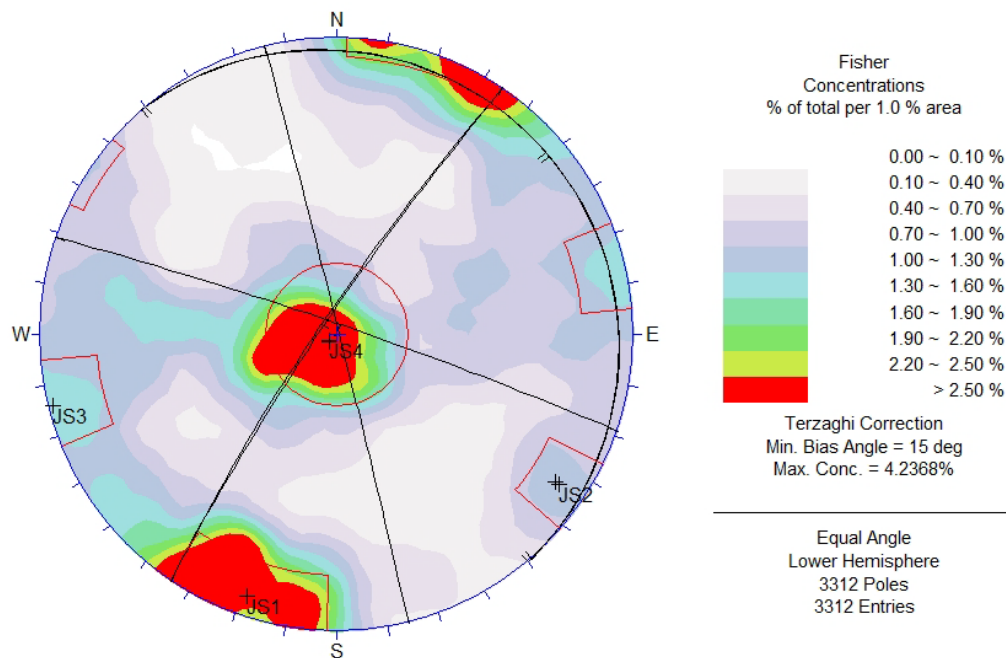 N
W
E
S
JS4
JS3
JS2
JS1
Fisher
Concentrations
% of total per 1.0 % area
0.00 ~ 0.10 %
0.10 ~ 0.40 %
0.40 ~ 0.70 %
0.70 ~ 1.00 %
1.00 ~ 1.30 %
1.30 ~ 1.60 %
1.60 ~ 1.90 %
1.90 ~ 2.20 %
2.20 ~ 2.50 %
> 2.50 %
Terzaghi Correction
Min. Bias Angle = 15 deg
Max. Conc. = 4.2368%
Equal Angle
Lower Hemisphere
3312 Poles
3312 Entries